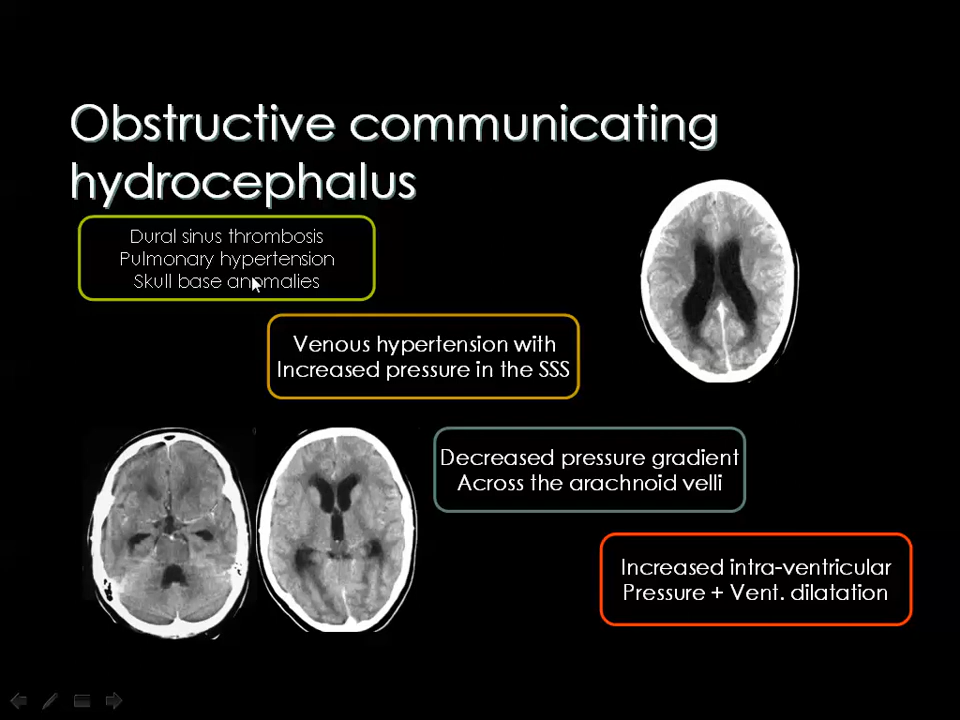 Obstructive communicating
hydrocephalus
Dural sinus thrombosis
Pulmonary hypertension
Skull base anomalies
Venous hypertension with
Increased pressure in the SSS
Decreased pressure gradient
Across the arachnoid velli
Increased intra-ventricular
Pressure + Vent. dilatation